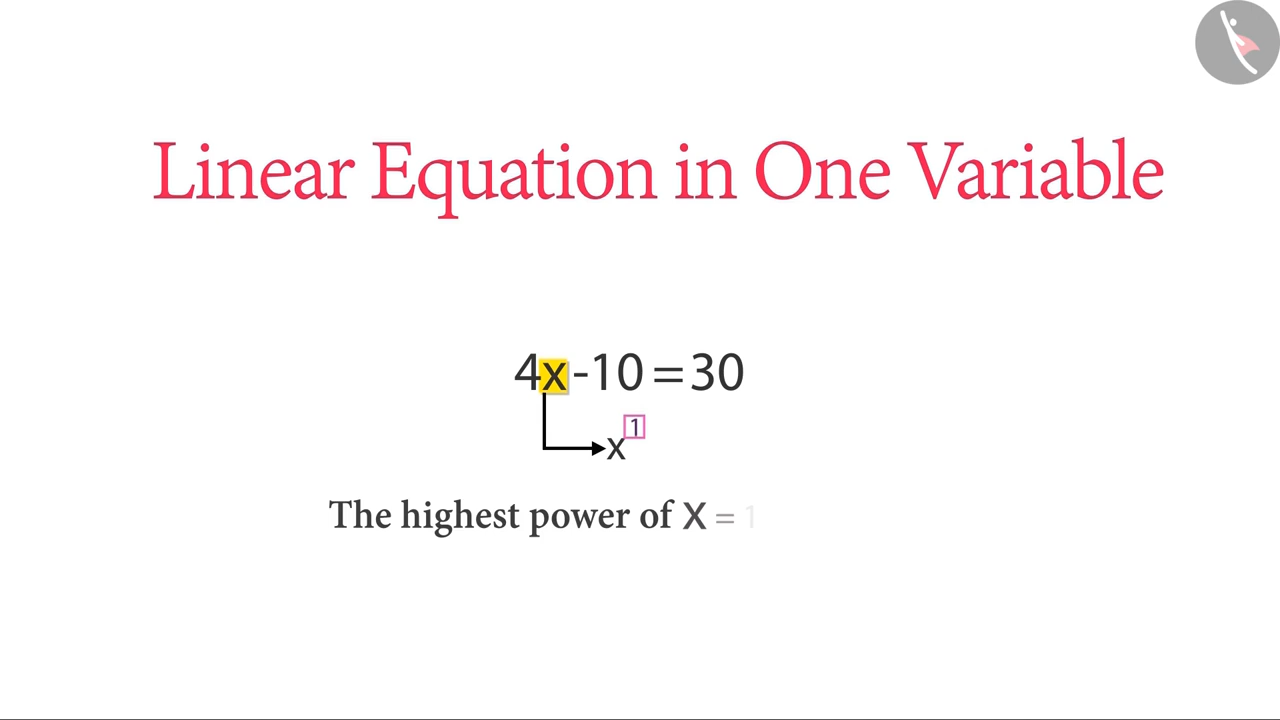 Linear Equation in One Variable
4x-10=30
x¹
The highest power of x = 1